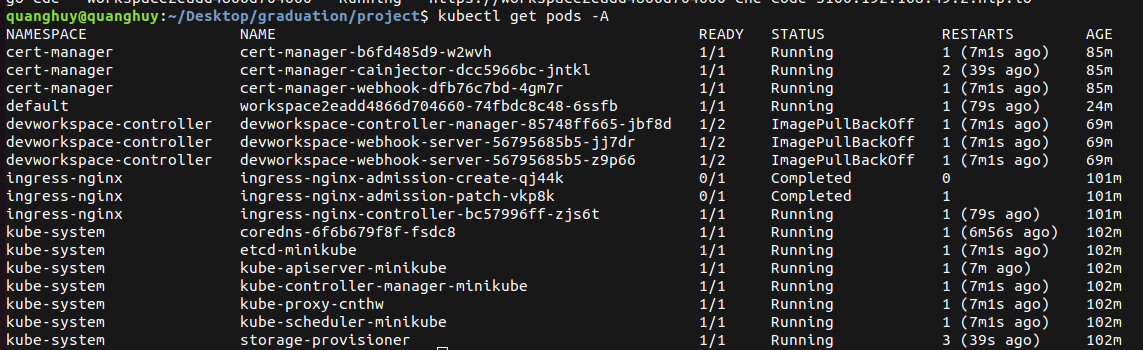 quanghuy@quanghuy:~/Desktop/graduation/project$ kubectl get pods -A
NAMESPACE NAME READY STATUS RESTARTS AGE
cert-manager cert-manager-b6fd485d9-w2wvh 1/1 Running 1 (7m1s ago) 85m
cert-manager cert-manager-cainjector-dcc5966bc-jntkl 1/1 Running 2 (39s ago) 85m
cert-manager cert-manager-webhook-dfb76c7bd-4gm7r 1/1 Running 1 (7m1s ago) 85m
default workspace2eadd4866d704660-74fbdc8c48-6ssfb 1/1 Running 1 (79s ago) 24m
devworkspace-controller devworkspace-controller-manager-85748ff665-jbf8d 1/2 ImagePullBackOff 1 (7m1s ago) 69m
devworkspace-controller devworkspace-webhook-server-56795685b5-jj7dr 1/2 ImagePullBackOff 1 (7m1s ago) 69m
devworkspace-controller devworkspace-webhook-server-56795685b5-z9p66 1/2 ImagePullBackOff 1 (7m1s ago) 69m
ingress-nginx ingress-nginx-admission-create-qj44k 0/1 Completed 0 101m
ingress-nginx ingress-nginx-admission-patch-vkp8k 0/1 Completed 1 101m
ingress-nginx ingress-nginx-controller-bc57996ff-zjs6t 1/1 Running 1 (79s ago) 101m
kube-system coredns-6f6b679f8f-fsdc8 1/1 Running 1 (6m56s ago) 102m
kube-system etcd-minikube 1/1 Running 1 (7m1s ago) 102m
kube-system kube-apiserver-minikube 1/1 Running 1 (7m ago) 102m
kube-system kube-controller-manager-minikube 1/1 Running 1 (7m1s ago) 102m
kube-system kube-proxy-cnthw 1/1 Running 1 (7m1s ago) 102m
kube-system kube-scheduler-minikube 1/1 Running 1 (7m1s ago) 102m
kube-system storage-provisioner 1/1 Running 3 (39s ago) 102m